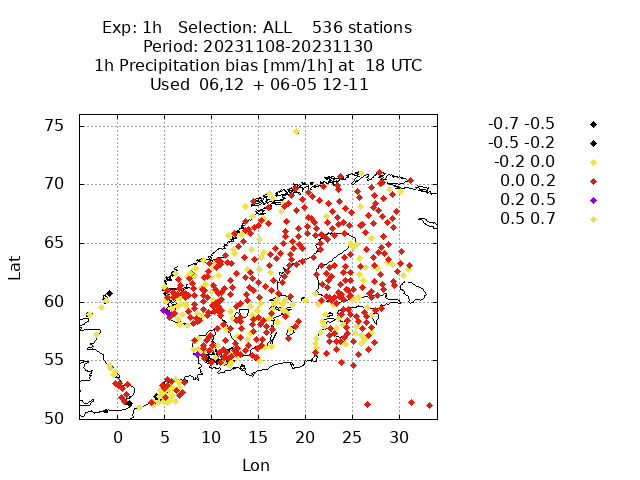 Exp: 1h Selection: ALL 536 stations
Period: 20231108-20231130
1h Precipitation bias [mm/1h] at 18 UTC
Used 06,12 + 06-05 12-11
75
70
65
60
55
50
Lat
0 5 10 15 20 25 30
Lon
-0.7 -0.5
-0.5 -0.2
-0.2 0.0
0.0 0.2
0.2 0.5
0.5 0.7